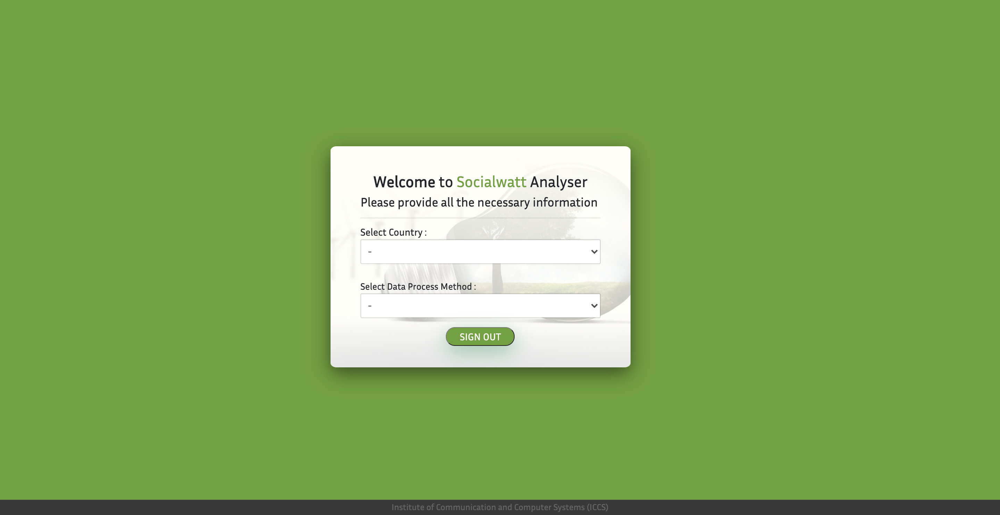 Welcome to Socialwatt Analyser
Please provide all the necessary information
Select Country :
-
Select Data Process Method :
-
SIGN OUT
Institute of Communication and Computer Systems (ICCS)